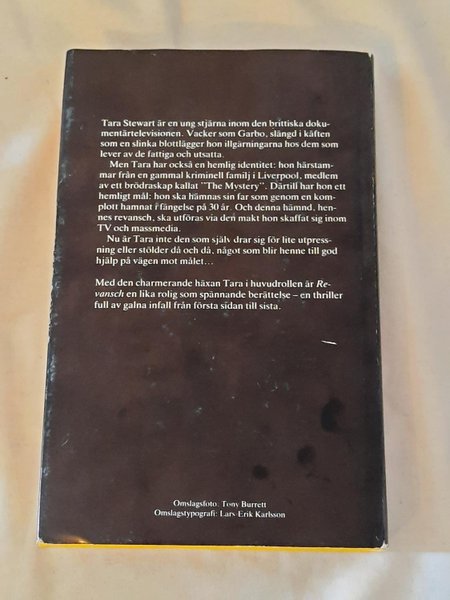 Tara Stewart är en ung stjärna inom den brittiska doku-
mentärtelevisionen. Vacker som Garbo, slängd i käften
som en slinka blottlägger hon illgärningarna hos dem som
lever av de fattiga och utsatta.
Men Tara har också en hemlig identitet: hon härstam-
mar från en gammal kriminell familj i Liverpool, medlem
av ett brödraskap kallat "The Mystery". Därtill har hon ett
hemligt mål: hon ska hämnas sin far som genom en kom-
plott hamnat i fängelse på 30 år. Och denna hämnd, hen-
nes revansch, ska utföras via den makt hon skaffat sig inom
TV och massmedia.
Nu är Tara inte den som själv drar sig för lite utpress-
ning eller stölder då och då, något som blir henne till god
hjälp på vägen mot målet...
Med den charmerande häxan Tara i huvudrollen är Re-
vansch en lika rolig som spännande berättelse – en thriller
full av galna infall från första sidan till sista.
Omslagsfoto: Tony Burrett
Omslagstypografi: Lars-Erik Karlsson